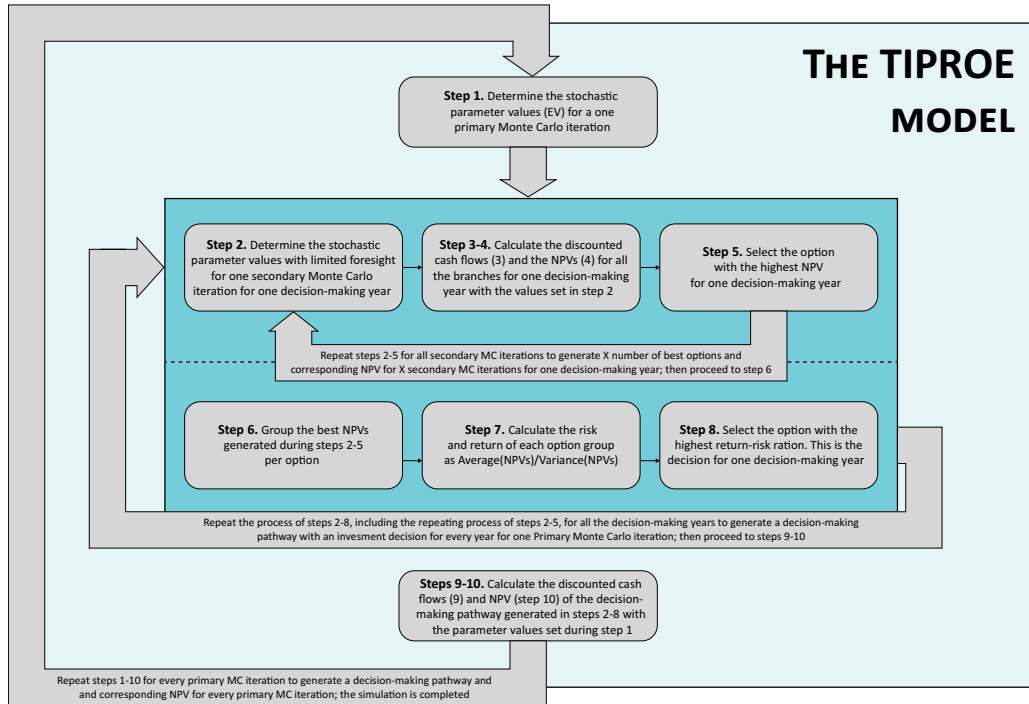 THE TIPROE
MODEL
Step 1. Determine the stochastic
parameter values (EV) for a one
primary Monte Carlo iteration
Step 2. Determine the stochastic
parameter values with limited foresight
for one secondary Monte Carlo
iteration for one decision-making year
Step 3-4. Calculate the discounted
cash flows (3) and the NPVs (4) for all
the branches for one decision-making
year with the values set in step 2
Step 5. Select the option
with the highest NPV
for one decision-making year
Repeat steps 2-5 for all secondary MC iterations to generate X number of best options and
corresponding NPV for X secondary MC iterations for one decision-making year; then proceed to step 6
Step 6. Group the best NPVs
generated during steps 2-5
per option
Step 7. Calculate the risk
and return of each option group
as Average(NPVs)/Variance(NPVs)
Step 8. Select the option with the
highest return-risk ration. This is the
decision for one decision-making year
Repeat the process of steps 2-8, including the repeating process of steps 2-5, for all the decision-making years to generate a decision-making
pathway with an invesment decision for every year for one Primary Monte Carlo iteration; then proceed to steps 9-10
Steps 9-10. Calculate the discounted cash
flows (9) and NPV (step 10) of the decision-
making pathway generated in steps 2-8 with
the parameter values set during step 1
Repeat steps 1-10 for every primary MC iteration to generate a decision-making pathway and
and corresponding NPV for every primary MC iteration; the simulation is completed